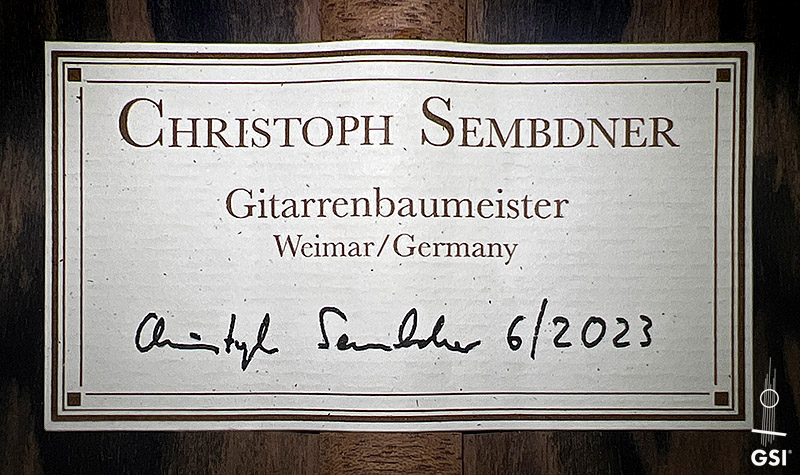 CHRISTOPH SEMBDNER
Gitarrenbaumeister
Weimar/Germany
Christoph Sembdner 6/2023
GSI®